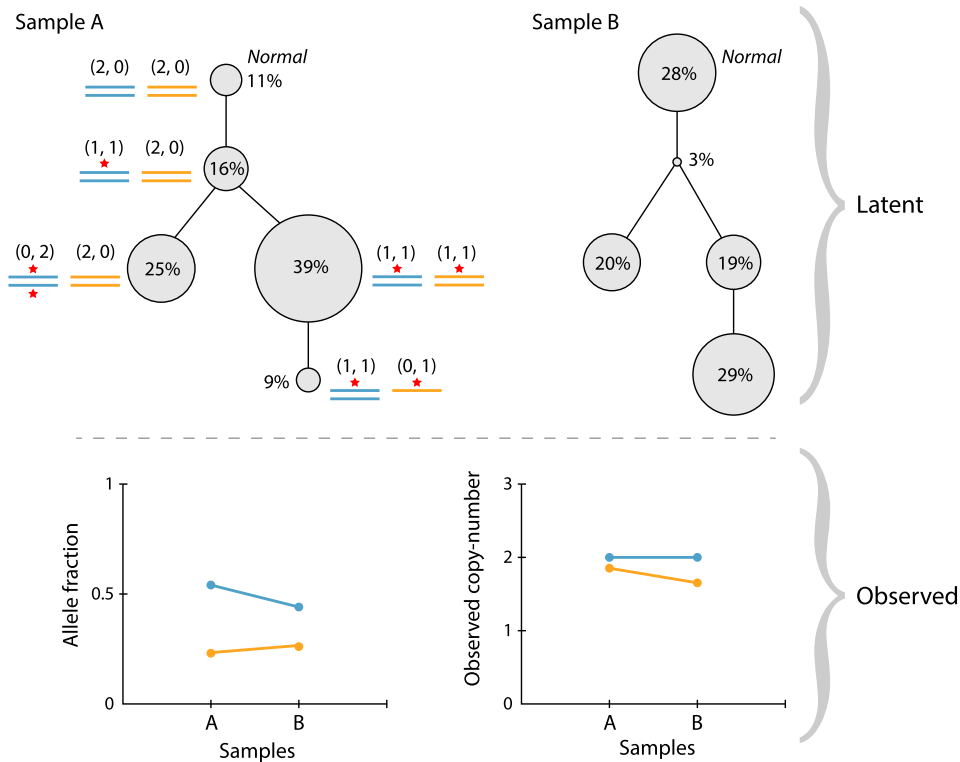 Sample A
Sample B
Normal
11%
(2, 0) (2, 0)
(1, 1) (2, 0)
16%
(0, 2) (2, 0)
25%
39%
(1, 1) (1, 1)
9%
(1, 1) (0, 1)
28%
Normal
3%
20%
19%
29%
Latent
Allele fraction
1
0.5
0
A B
Samples
Observed copy-number
3
2
1
0
A B
Samples
Observed